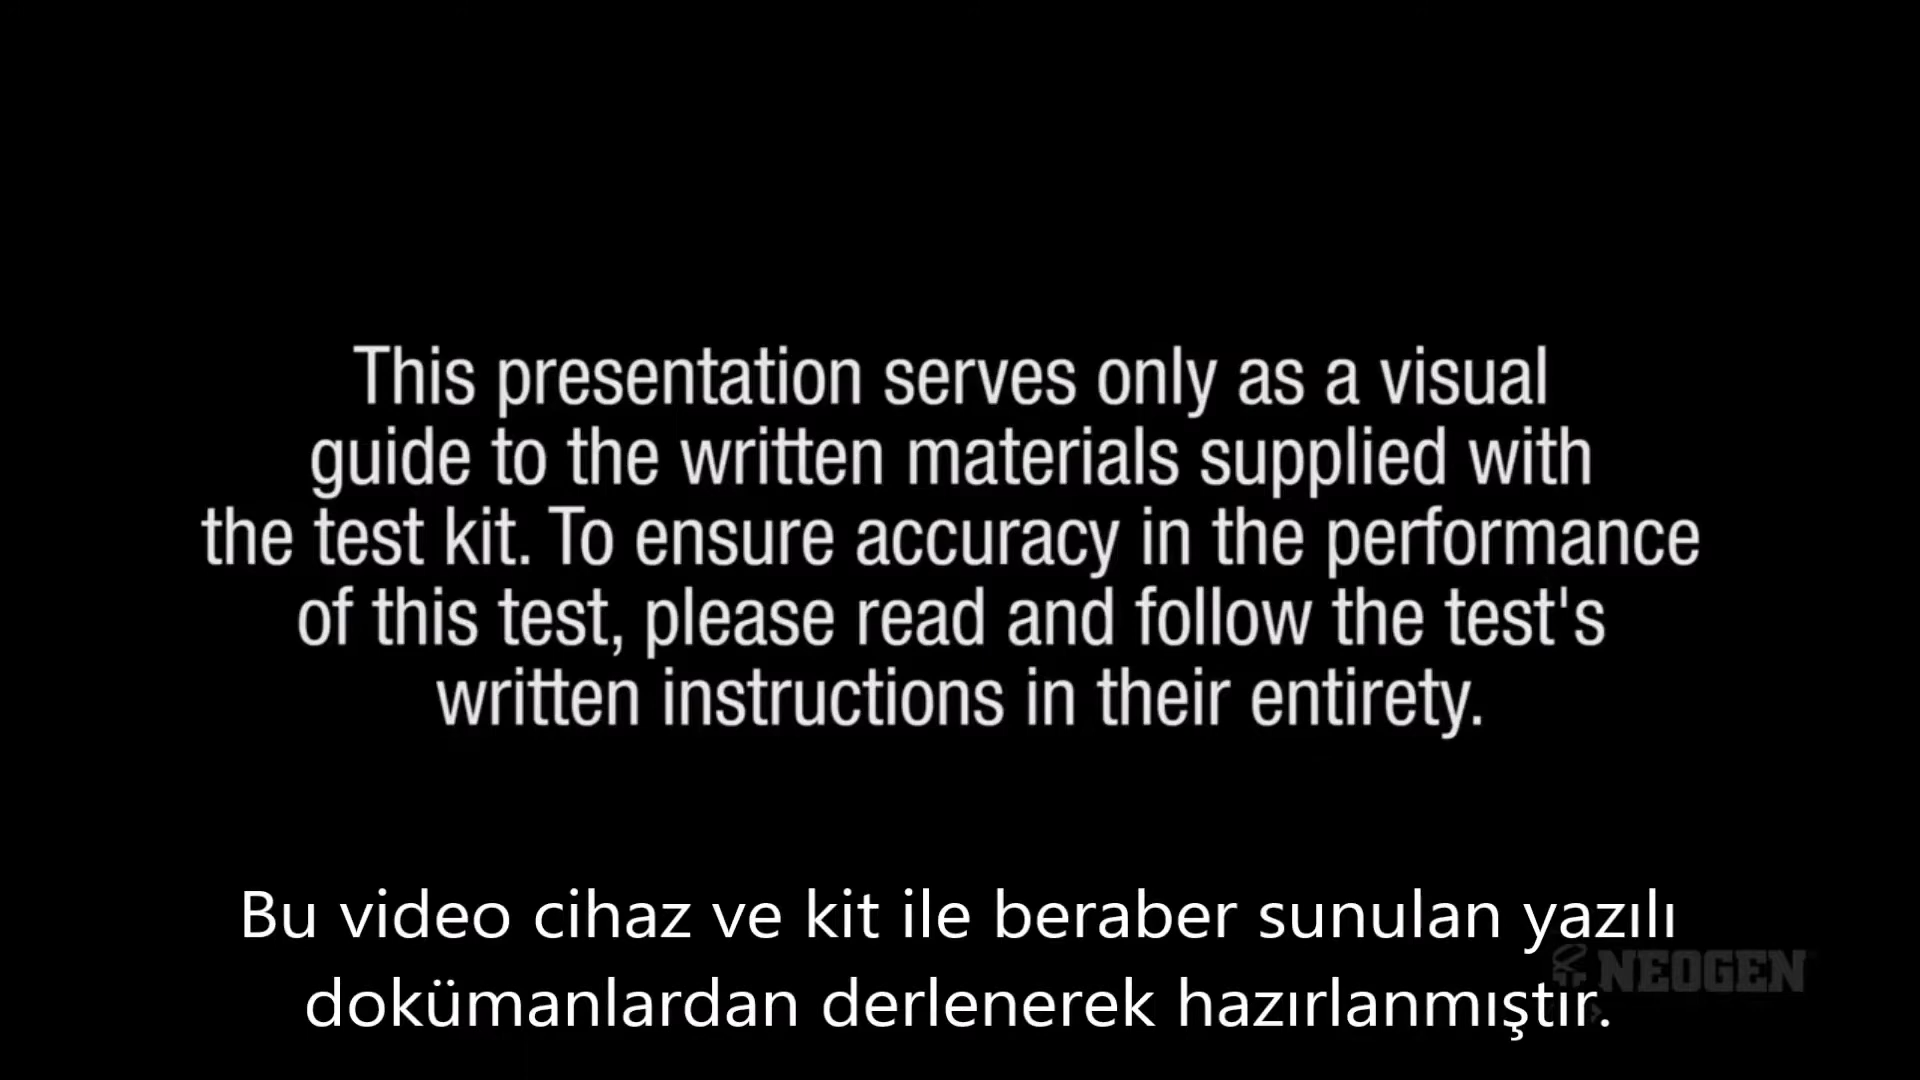 This presentation serves only as a visual
guide to the written materials supplied with
the test kit. To ensure accuracy in the performance
of this test, please read and follow the test's
written instructions in their entirety.
Bu video cihaz ve kit ile beraber sunulan yazılı
dokümanlardan derlenerek hazırlanmıştır.
NEOGEN